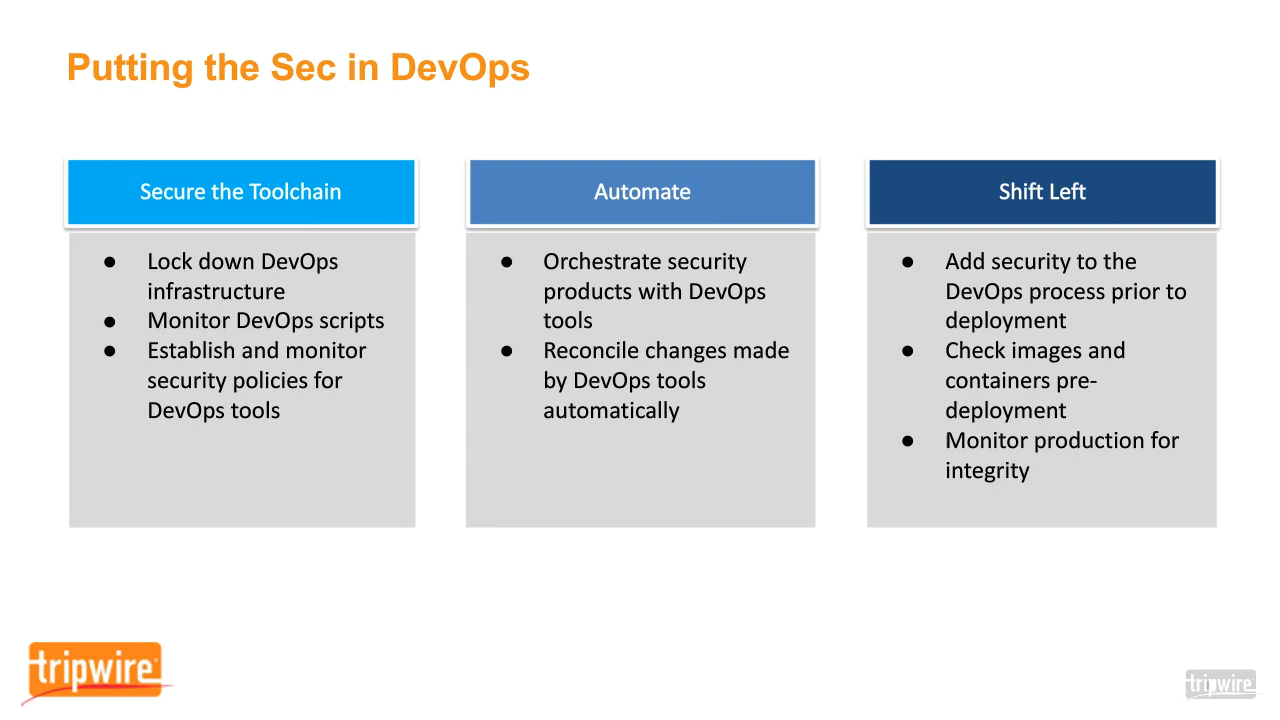 Putting the Sec in DevOps
Secure the Toolchain
● Lock down DevOps
infrastructure
● Monitor DevOps scripts
● Establish and monitor
security policies for
DevOps tools
Automate
● Orchestrate security
products with DevOps
tools
● Reconcile changes made
by DevOps tools
automatically
Shift Left
● Add security to the
DevOps process prior to
deployment
● Check images and
containers pre-
deployment
● Monitor production for
integrity
tripwire
tripwire